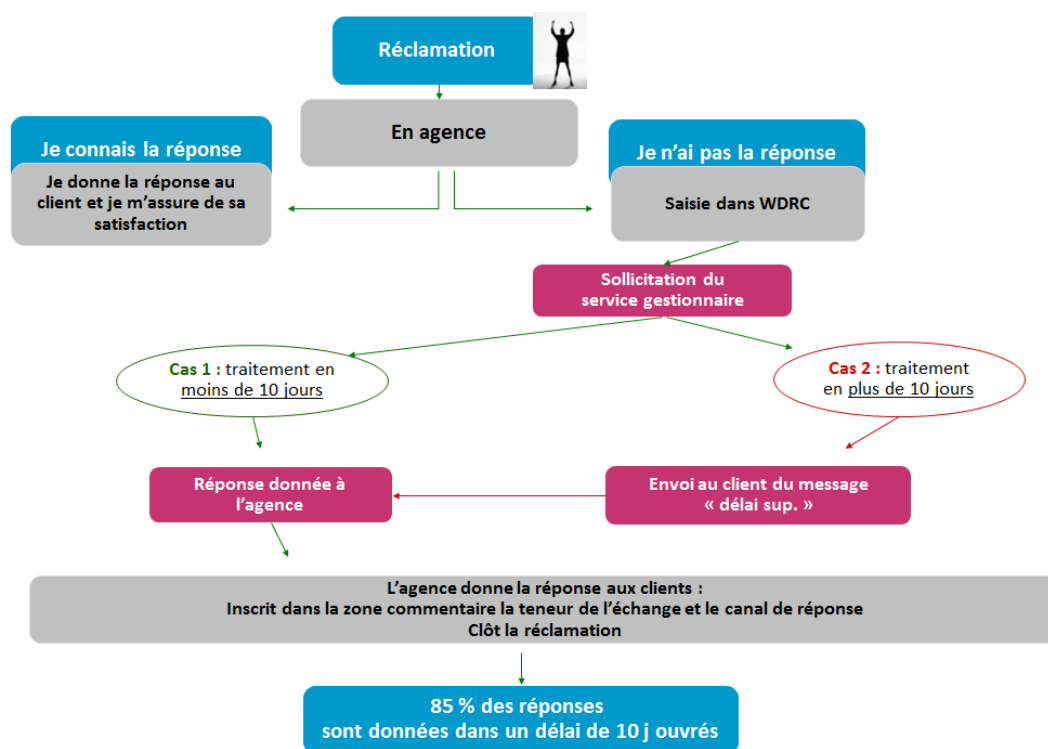 Réclamation
En agence
Je connais la réponse
Je donne la réponse au
client et je m’assure de sa
satisfaction
Je n’ai pas la réponse
Saisie dans WDRC
Sollicitation du
service gestionnaire
Cas 1 : traitement en
moins de 10 jours
Cas 2 : traitement
en plus de 10 jours
Réponse donnée à
l’agence
Envoi au client du message
« délai sup. »
L’agence donne la réponse aux clients :
Inscrit dans la zone commentaire la teneur de l’échange et le canal de réponse
Clôt la réclamation
85 % des réponses
sont données dans un délai de 10 j ouvrés